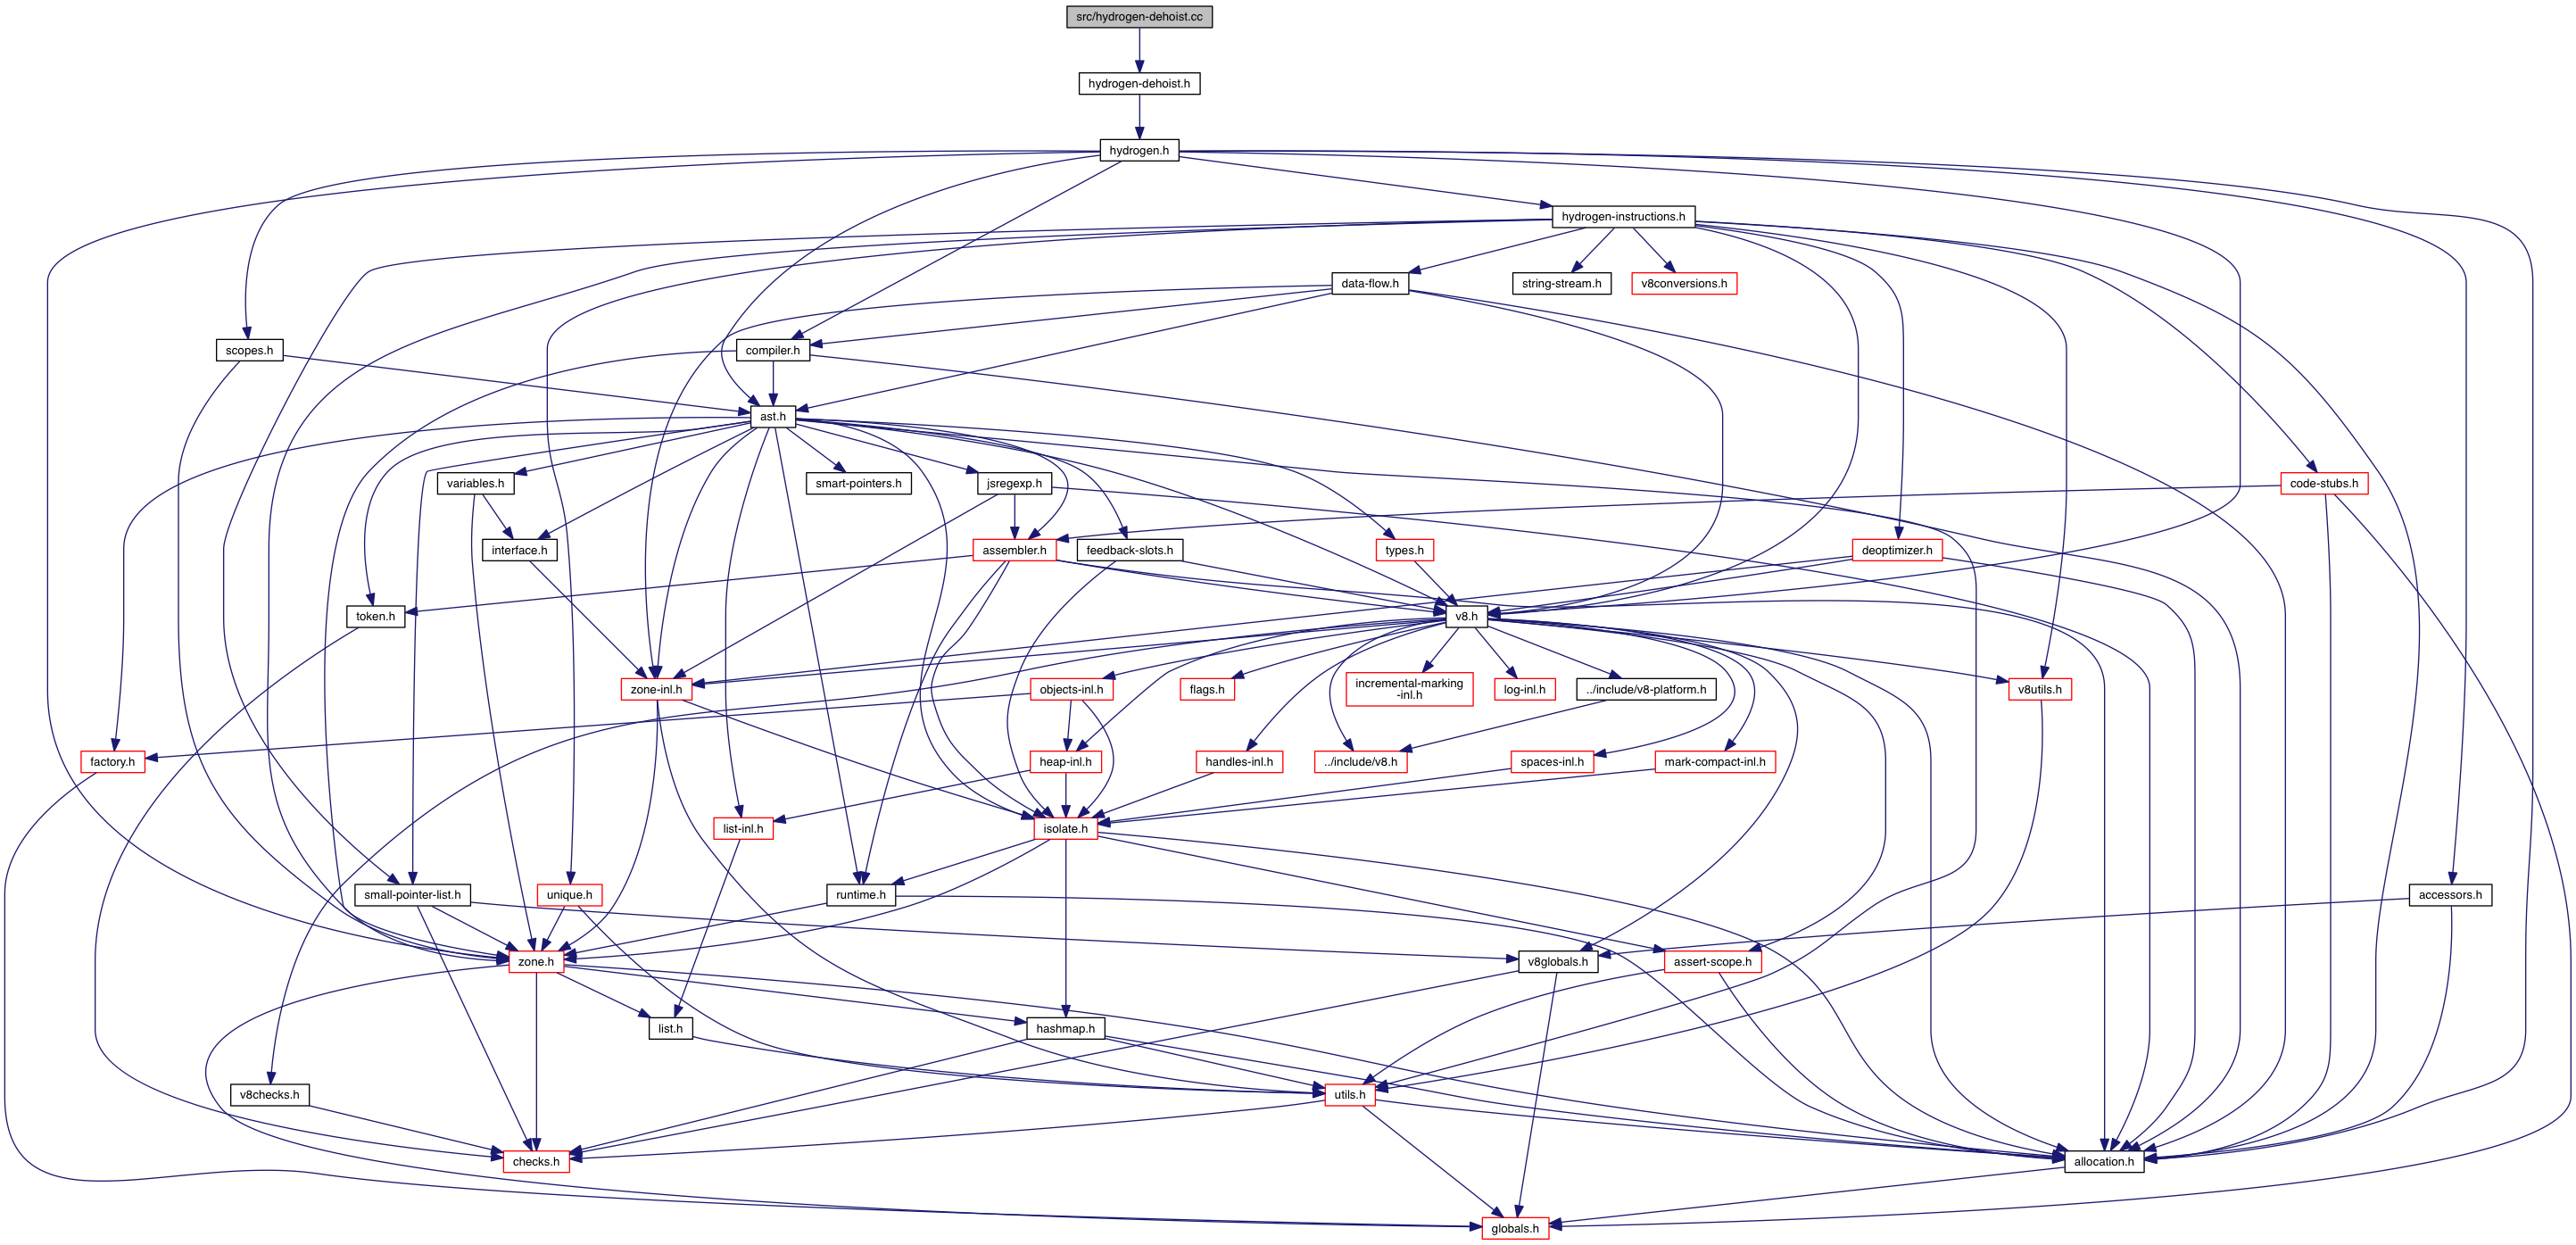 src/hydrogen-dehoist.cc
hydrogen-dehoist.h
hydrogen.h
hydrogen-instructions.h
data-flow.h
string-stream.h
v8conversions.h
scopes.h
compiler.h
ast.h
variables.h
smart-pointers.h
jsregexp.h
code-stubs.h
interface.h
assembler.h
feedback-slots.h
types.h
deoptimizer.h
token.h
v8.h
zone-inl.h
objects-inl.h
flags.h
incremental-marking
-inl.h
log-inl.h
../include/v8-platform.h
v8utils.h
factory.h
heap-inl.h
handles-inl.h
../include/v8.h
spaces-inl.h
mark-compact-inl.h
list-inl.h
isolate.h
small-pointer-list.h
unique.h
runtime.h
accessors.h
zone.h
v8globals.h
assert-scope.h
list.h
hashmap.h
v8checks.h
utils.h
checks.h
allocation.h
globals.h